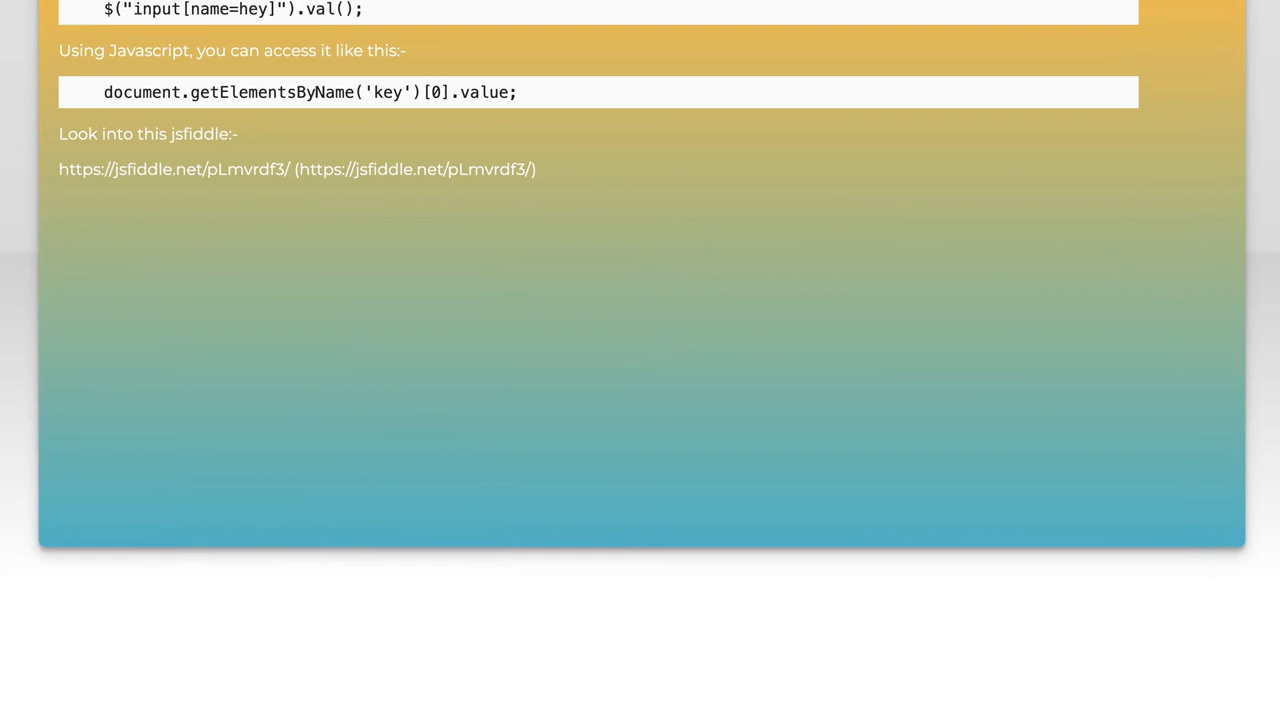 $("input[name=hey]").val();
Using Javascript, you can access it like this:-
document.getElementsByName('key')[0].value;
Look into this jsfiddle:-
https://jsfiddle.net/pLmvrdf3/ (https://jsfiddle.net/pLmvrdf3/)